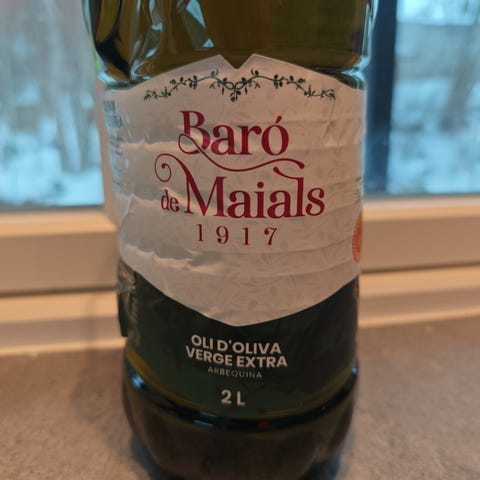 Baró
de Maials
1917
OLI D'OLIVA
VERGE EXTRA
ARBEQUINA
2 L